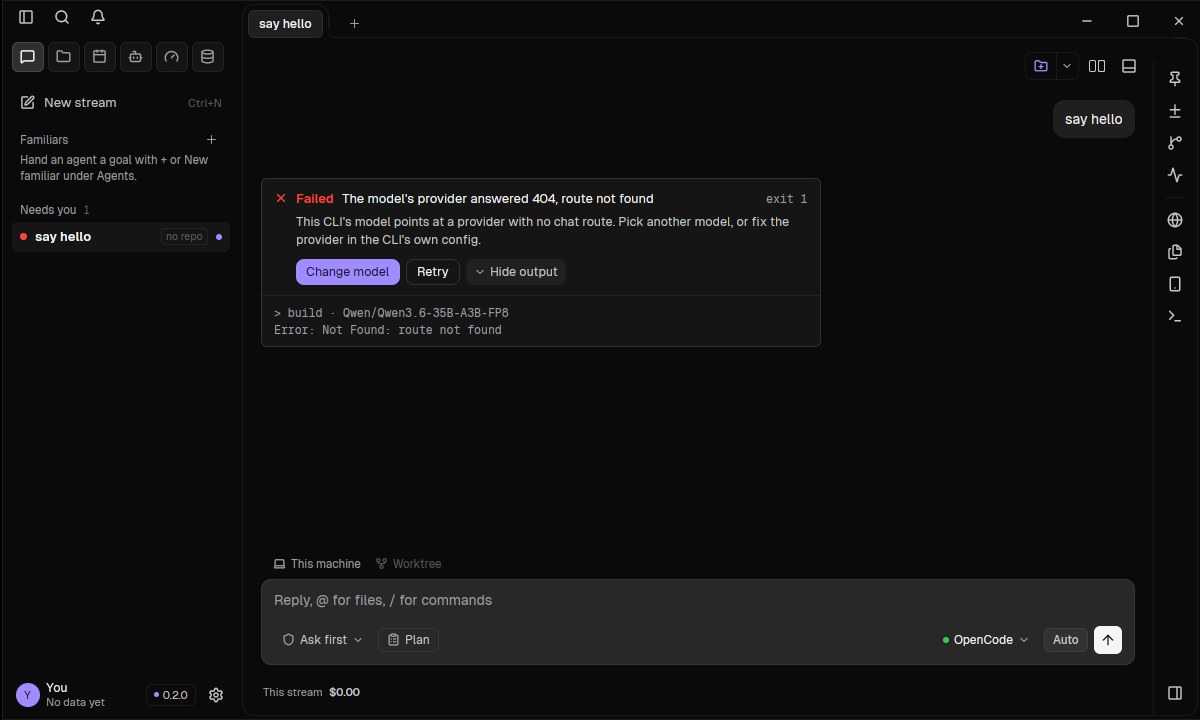 say hello
New stream
Ctrl+N
Familiars
Hand an agent a goal with + or New
familiar under Agents.
Needs you 1
say hello
no repo
say hello
Failed The model's provider answered 404, route not found
exit 1
This CLI's model points at a provider with no chat route. Pick another model, or fix the
provider in the CLI's own config.
Change model
Retry
Hide output
> build · Qwen/Qwen3.6-35B-A3B-FP8
Error: Not Found: route not found
This machine
Worktree
Reply, @ for files, / for commands
Ask first
Plan
OpenCode
Auto
This stream $0.00
Y
You
No data yet
0.2.0